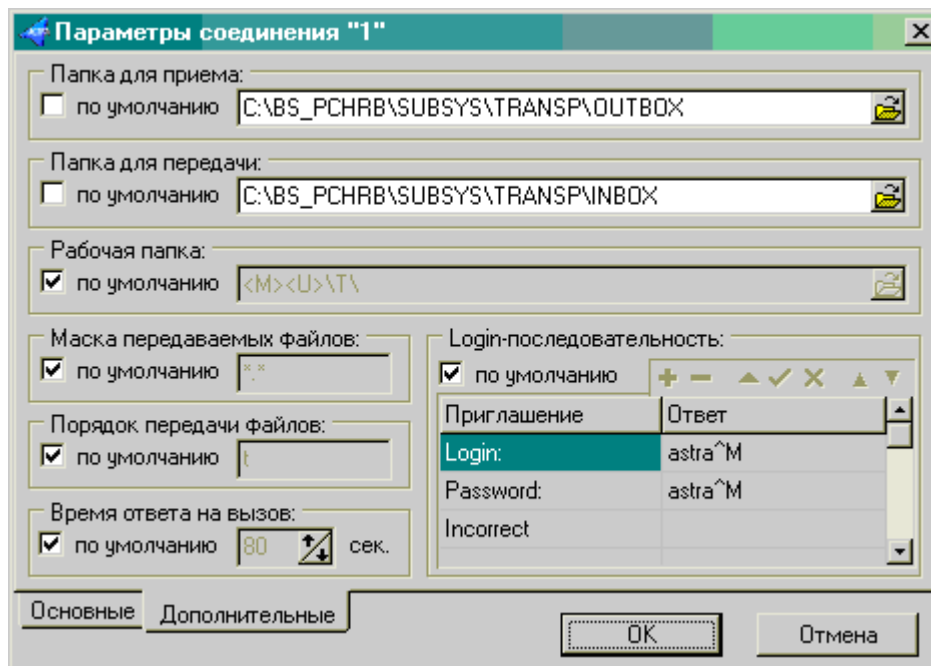 Параметры соединения "1"
Папка для приема:
по умолчанию C:\BS_PCHRB\SUBSYS\TRANSP\OUTBOX
Папка для передачи:
по умолчанию C:\BS_PCHRB\SUBSYS\TRANSP\INBOX
Рабочая папка:
по умолчанию <M><U>\T\
Маска передаваемых файлов:
по умолчанию *.*
Порядок передачи файлов:
по умолчанию t
Время ответа на вызов:
по умолчанию 80 сек.
Login-последовательность:
по умолчанию
Приглашение Ответ
Login: astra^M
Password: astra^M
Incorrect
Основные Дополнительные
OK Отмена